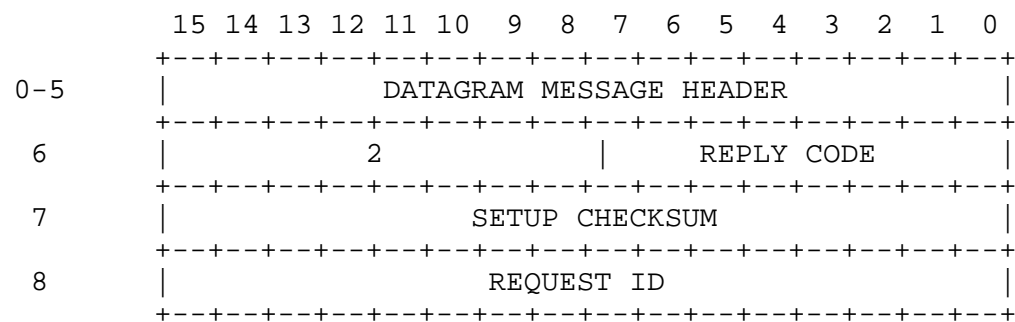 15 14 13 12 11 10 9 8 7 6 5 4 3 2 1 0
+--+--+--+--+--+--+--+--+--+--+--+--+--+--+--+--+
0-5 | DATAGRAM MESSAGE HEADER |
+--+--+--+--+--+--+--+--+--+--+--+--+--+--+--+--+
6 | 2 | REPLY CODE |
+--+--+--+--+--+--+--+--+--+--+--+--+--+--+--+--+
7 | SETUP CHECKSUM |
+--+--+--+--+--+--+--+--+--+--+--+--+--+--+--+--+
8 | REQUEST ID |
+--+--+--+--+--+--+--+--+--+--+--+--+--+--+--+--+